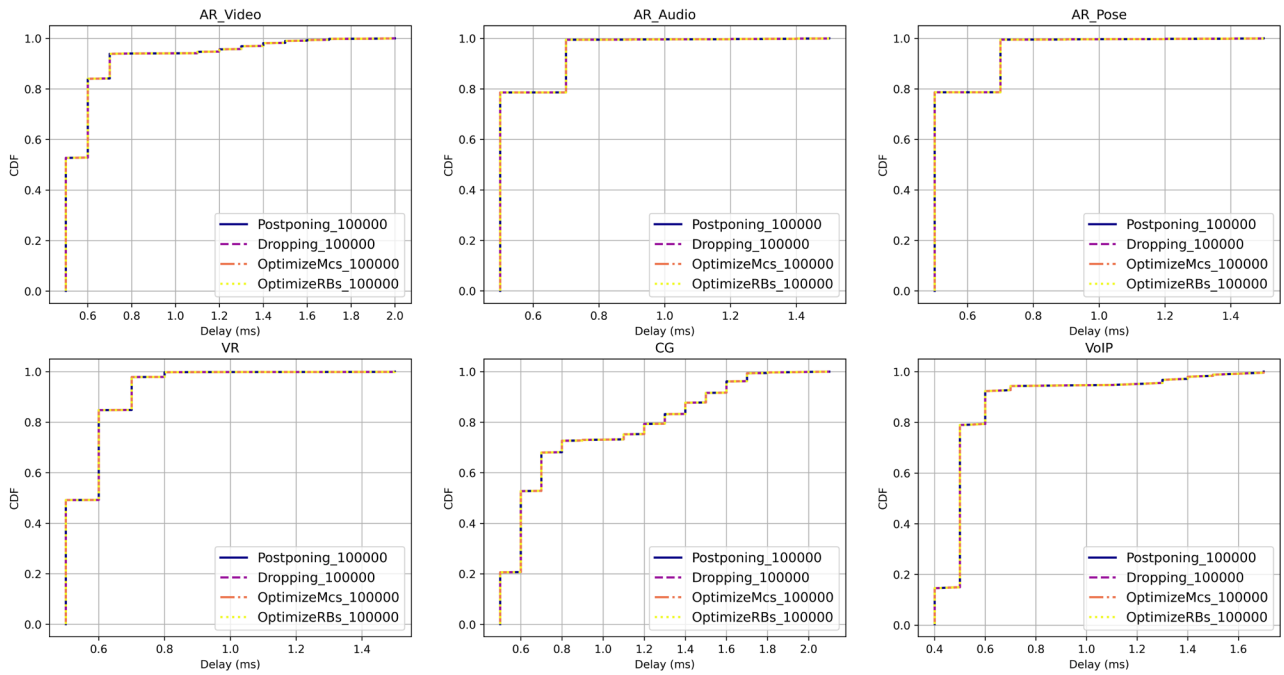 AR_Video
CDF
1.0
0.8
0.6
0.4
0.2
0.0
Postponing_100000
Dropping_100000
OptimizeMcs_100000
OptimizeRBs_100000
0.6 0.8 1.0 1.2 1.4 1.6 1.8 2.0
Delay (ms)
AR_Audio
CDF
1.0
0.8
0.6
0.4
0.2
0.0
Postponing_100000
Dropping_100000
OptimizeMcs_100000
OptimizeRBs_100000
0.6 0.8 1.0 1.2 1.4
Delay (ms)
AR_Pose
CDF
1.0
0.8
0.6
0.4
0.2
0.0
Postponing_100000
Dropping_100000
OptimizeMcs_100000
OptimizeRBs_100000
0.6 0.8 1.0 1.2 1.4
Delay (ms)
VR
CDF
1.0
0.8
0.6
0.4
0.2
0.0
Postponing_100000
Dropping_100000
OptimizeMcs_100000
OptimizeRBs_100000
0.6 0.8 1.0 1.2 1.4
Delay (ms)
CG
CDF
1.0
0.8
0.6
0.4
0.2
0.0
Postponing_100000
Dropping_100000
OptimizeMcs_100000
OptimizeRBs_100000
0.6 0.8 1.0 1.2 1.4 1.6 1.8 2.0
Delay (ms)
VoIP
CDF
1.0
0.8
0.6
0.4
0.2
0.0
Postponing_100000
Dropping_100000
OptimizeMcs_100000
OptimizeRBs_100000
0.4 0.6 0.8 1.0 1.2 1.4 1.6
Delay (ms)